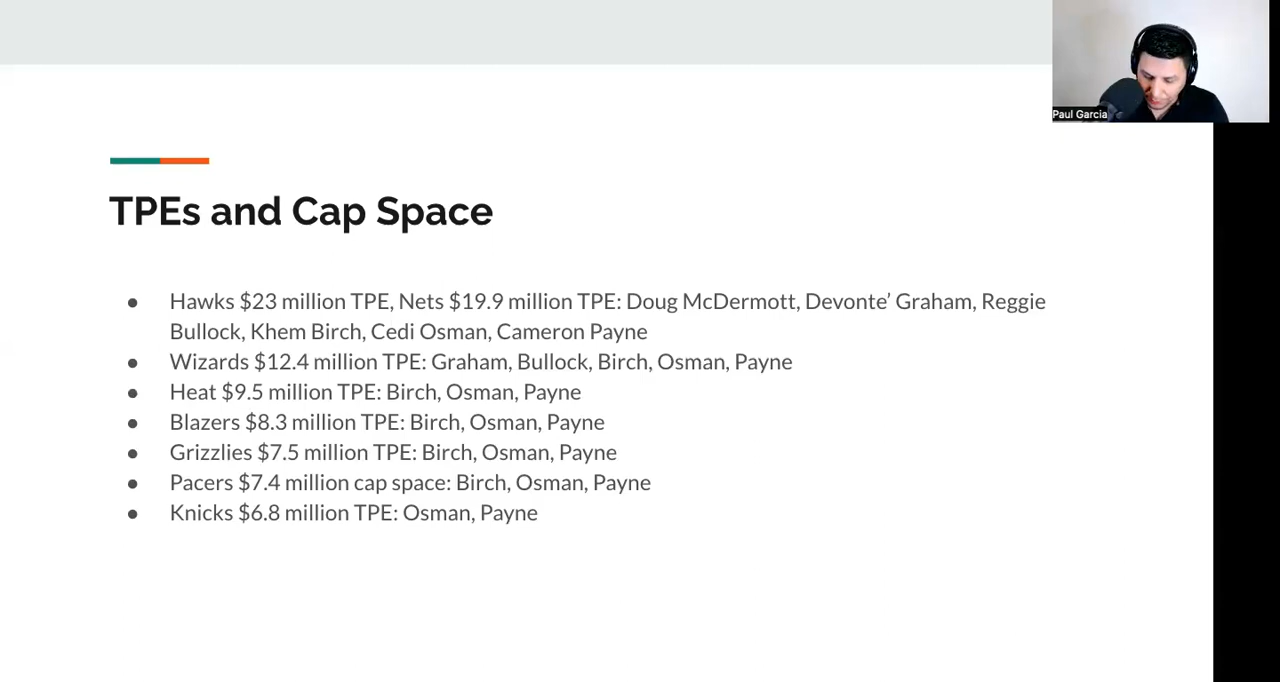 Paul Garcia
TPEs and Cap Space
● Hawks $23 million TPE, Nets $19.9 million TPE: Doug McDermott, Devonte’ Graham, Reggie
Bullock, Khem Birch, Cedi Osman, Cameron Payne
● Wizards $12.4 million TPE: Graham, Bullock, Birch, Osman, Payne
● Heat $9.5 million TPE: Birch, Osman, Payne
● Blazers $8.3 million TPE: Birch, Osman, Payne
● Grizzlies $7.5 million TPE: Birch, Osman, Payne
● Pacers $7.4 million cap space: Birch, Osman, Payne
● Knicks $6.8 million TPE: Osman, Payne